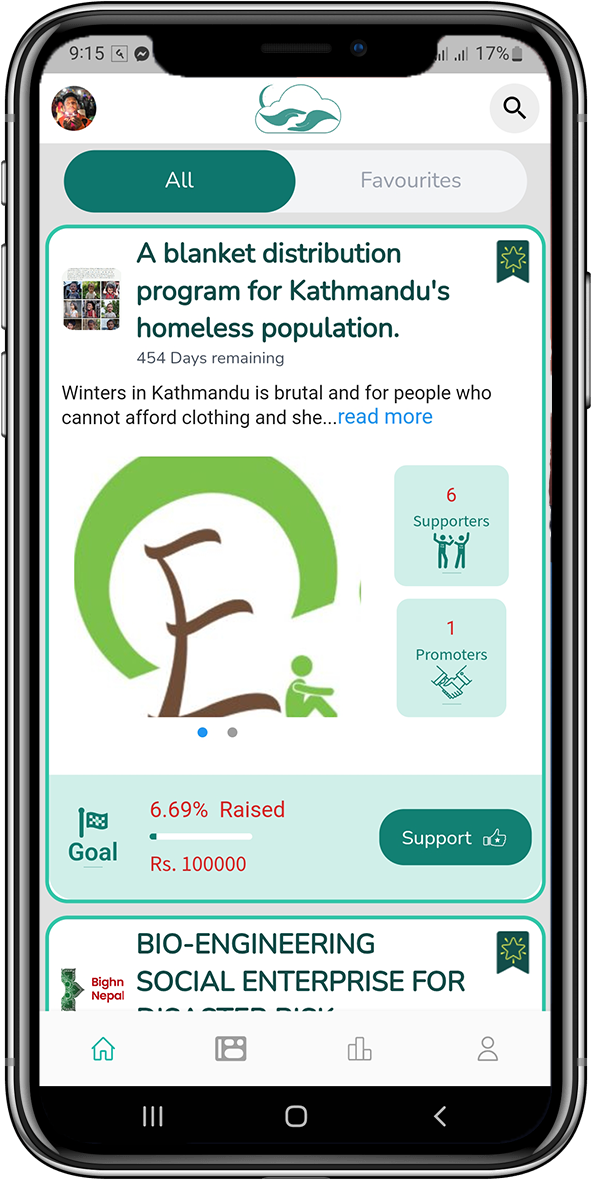 9:15
17%
All
Favourites
A blanket distribution
program for Kathmandu's
homeless population.
454 Days remaining
Winters in Kathmandu is brutal and for people who
cannot afford clothing and she...read more
6
Supporters
1
Promoters
6.69% Raised
Goal
Rs. 100000
Support
BIO-ENGINEERING
SOCIAL ENTERPRISE FOR
DISASTER RISK
Bighn
Nepal